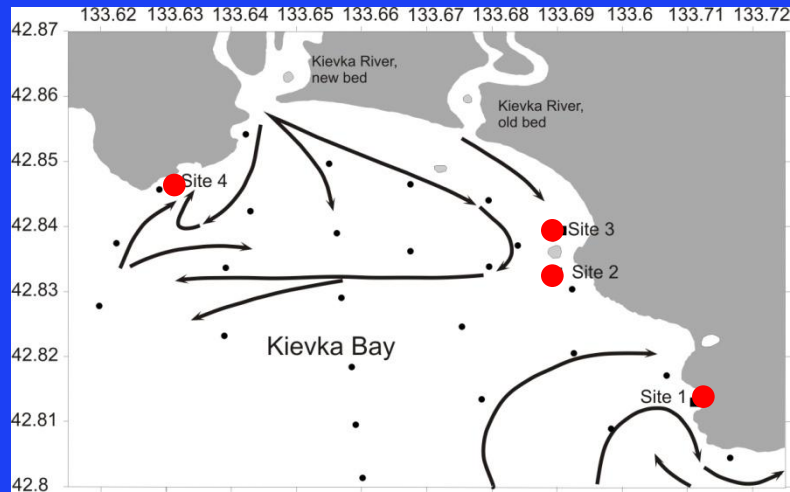 133.62 133.63 133.64 133.65 133.66 133.67 133.68 133.69 133.6 133.71 133.72
42.87
Kievka River,
new bed
42.86
Kievka River,
old bed
42.85
Site 4
42.84
Site 3
Site 2
42.83
Kievka Bay
42.82
Site 1
42.81
42.8